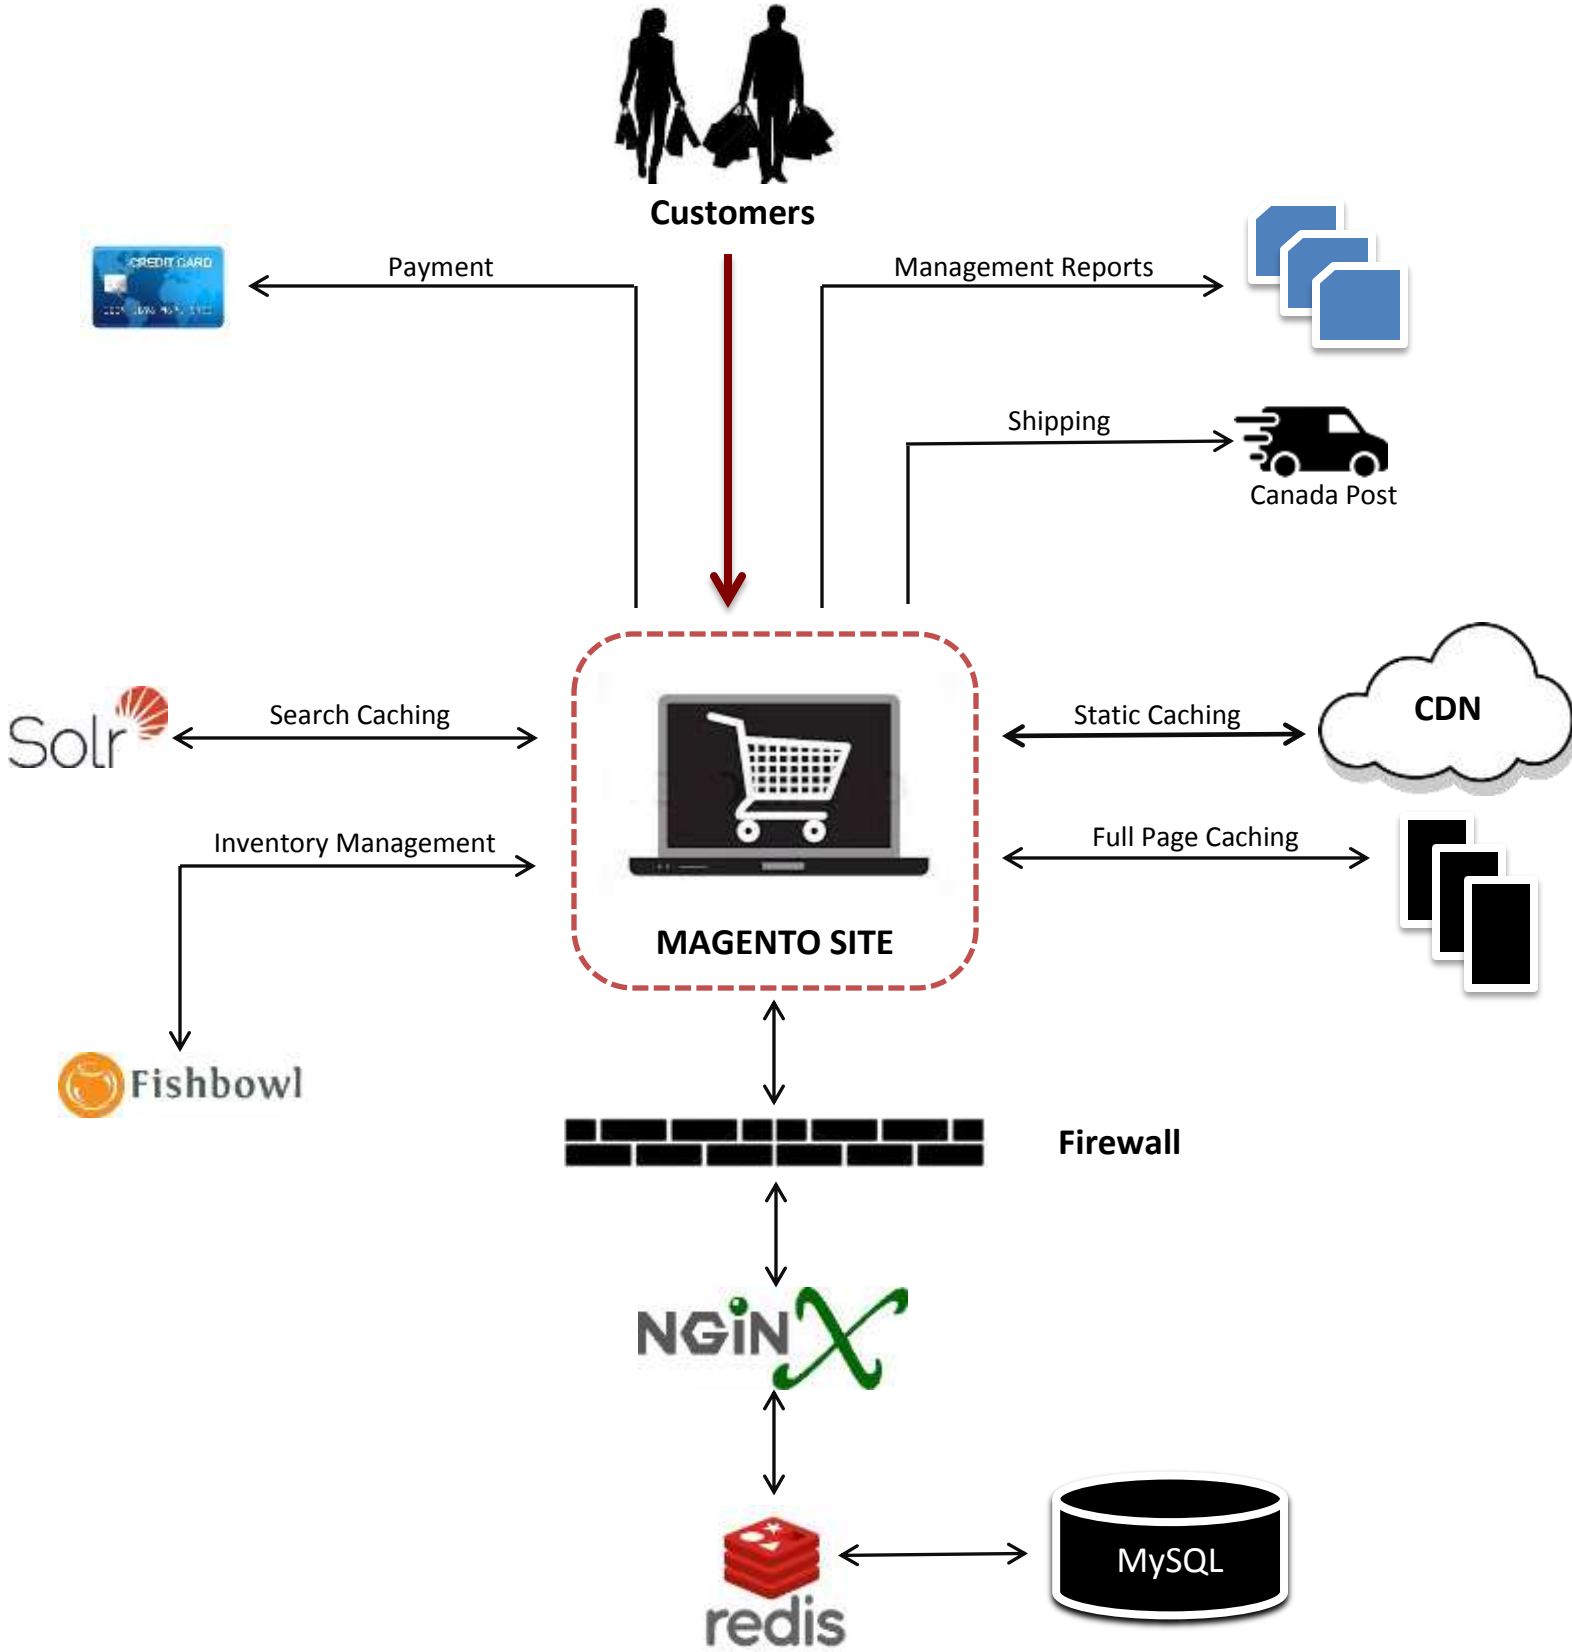 Customers
CREDIT CARD
Payment
Management Reports
Shipping
Canada Post
Solr
Search Caching
Static Caching
CDN
Inventory Management
Full Page Caching
MAGENTO SITE
Fishbowl
Firewall
NGiNX
MySQL
redis